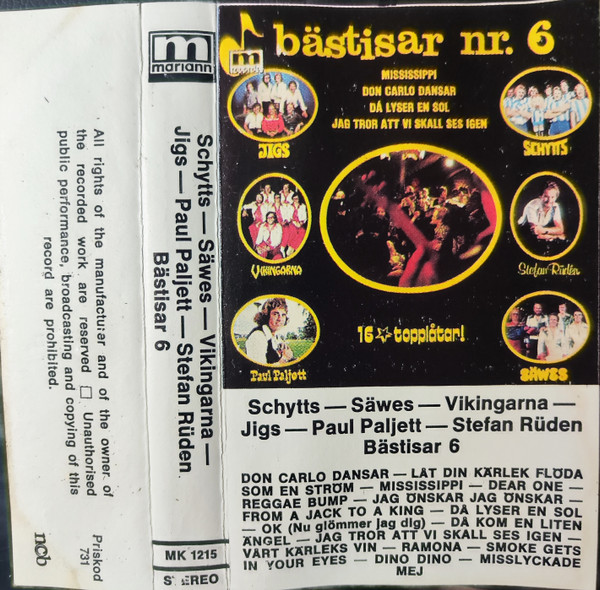 All rights of the manufacturar and of the owner. of
the recorded work are reserved □ Unauthorised
public performance, broadcasting and copying of this
record are prohibited.
ncb
Priskod
731
m
mariann
Schytts — Säwes — Vikingarna —
Jigs — Paul Paljett — Stefan Rüden
Bästisar 6
MK 1215
STEREO
m
bästisar nr. 6
MISSISSIPPI
DON CARLO DANSAR
DÅ LYSER EN SOL
JAG TROR ATT VI SKALL SES IGEN
JIGS
SCHYTTS
VIKINGARNA
Stefan Rüden
Paul Paljett
16 topplåtar!
SÄWES
Schytts — Säwes — Vikingarna —
Jigs — Paul Paljett — Stefan Rüden
Bästisar 6
DON CARLO DANSAR — LÅT DIN KÄRLEK FLÖDA
SOM EN STRÖM — MISSISSIPPI — DEAR ONE —
REGGAE BUMP — JAG ÖNSKAR JAG ÖNSKAR —
FROM A JACK TO A KING — DÅ LYSER EN SOL
— OK (Nu glömmer jag dig) — DÅ KOM EN LITEN
ÄNGEL — JAG TROR ATT VI SKALL SES IGEN —
VÅRT KÄRLEKS VIN — RAMONA — SMOKE GETS
IN YOUR EYES — DINO DINO — MISSLYCKADE
MEJ